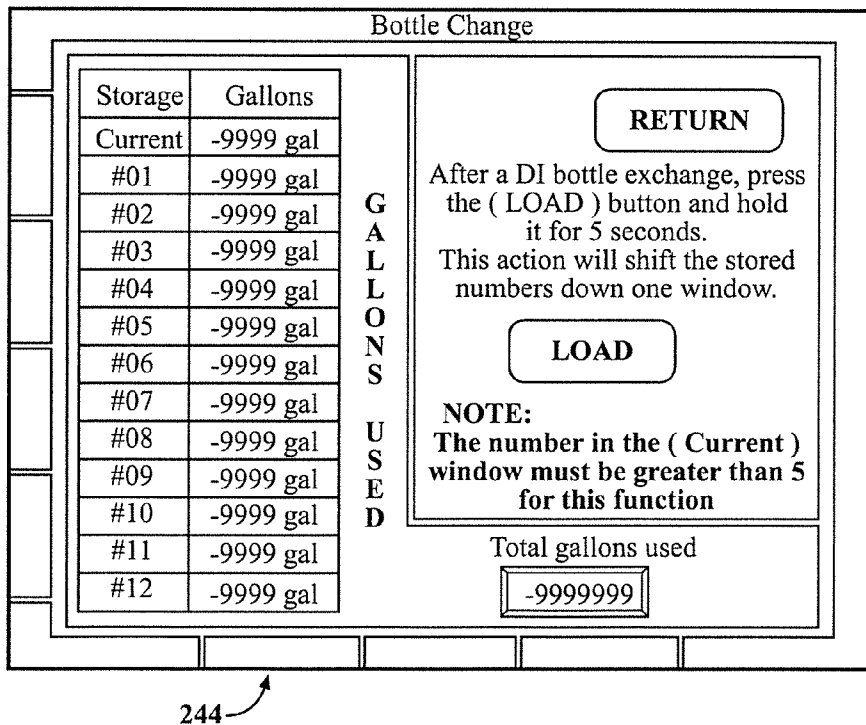 Bottle Change
Storage Gallons
Current -9999 gal
#01 -9999 gal
#02 -9999 gal
#03 -9999 gal
#04 -9999 gal
#05 -9999 gal
#06 -9999 gal
#07 -9999 gal
#08 -9999 gal
#09 -9999 gal
#10 -9999 gal
#11 -9999 gal
#12 -9999 gal
GALLONS USED
RETURN
After a DI bottle exchange, press
the ( LOAD ) button and hold
it for 5 seconds.
This action will shift the stored
numbers down one window.
LOAD
NOTE:
The number in the ( Current )
window must be greater than 5
for this function
Total gallons used
-9999999
244